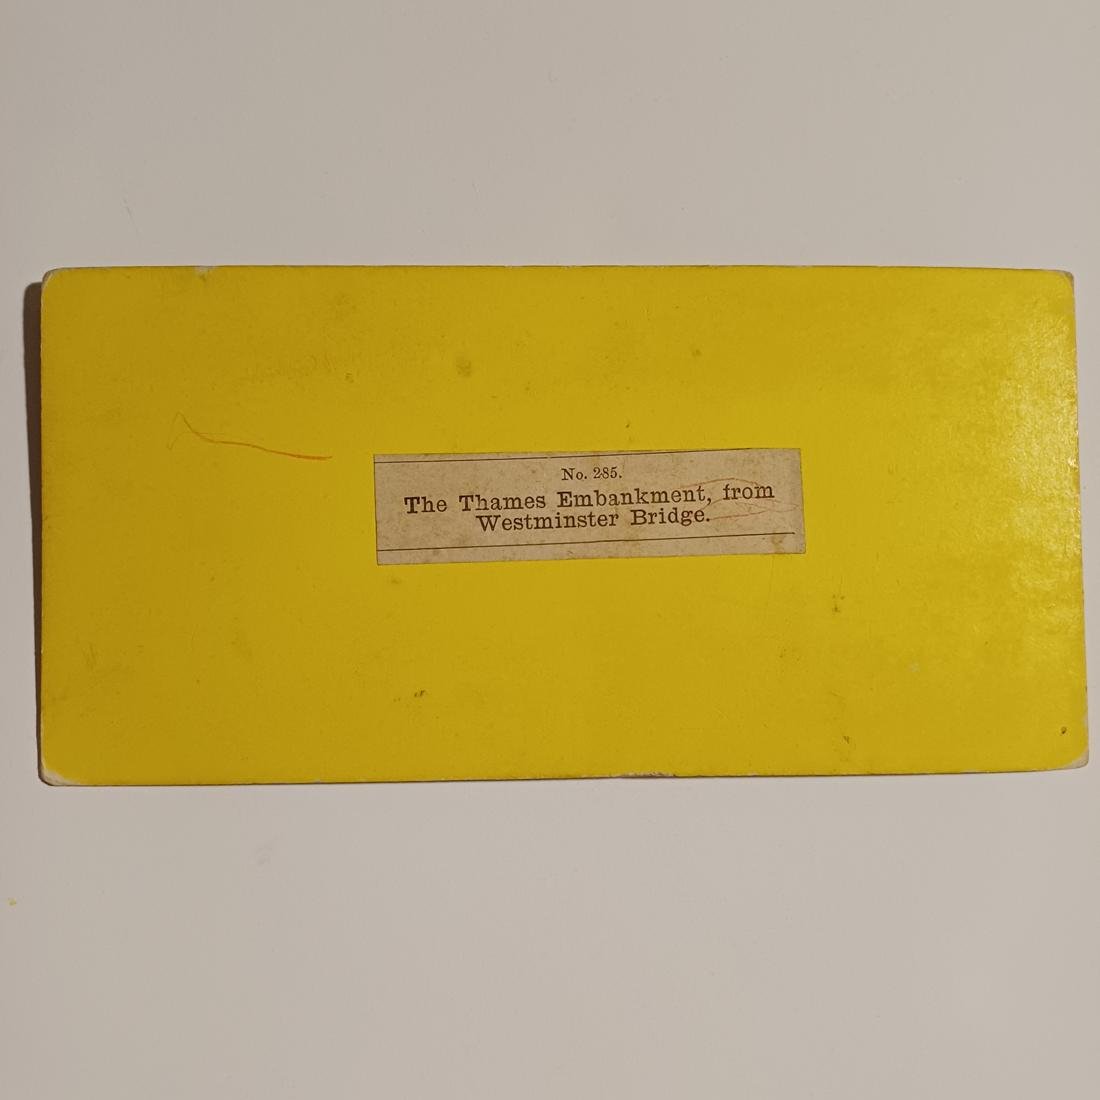 No. 285.
The Thames Embankment, from
Westminster Bridge.